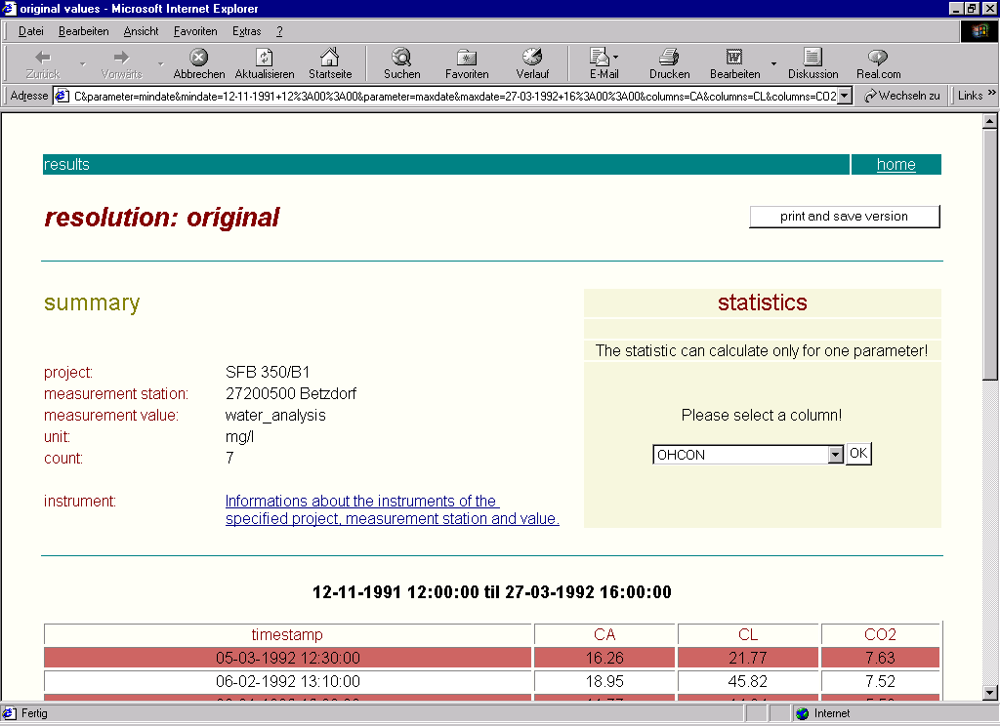 original values - Microsoft Internet Explorer
Datei Bearbeiten Ansicht Favoriten Extras ?
Zurück Vorwärts Abbrechen Aktualisieren Startseite Suchen Favoriten Verlauf E-Mail Drucken Bearbeiten Diskussion Real.com
Adresse C&parameter=mindate&mindate=12-11-1991+12%3A00%3A00&parameter=maxdate&maxdate=27-03-1992+16%3A00%3A00&columns=CA&columns=CL&columns=CO2 Wechseln zu Links »
results home
resolution: original
print and save version
summary
statistics
The statistic can calculate only for one parameter!
project: SFB 350/B1
measurement station: 27200500 Betzdorf
measurement value: water_analysis
Please select a column!
unit: mg/l
count: 7
OHCON OK
instrument: Informations about the instruments of the
specified project, measurement station and value.
12-11-1991 12:00:00 til 27-03-1992 16:00:00
timestamp CA CL CO2
05-03-1992 12:30:00 16.26 21.77 7.63
06-02-1992 13:10:00 18.95 45.82 7.52
Fertig Internet